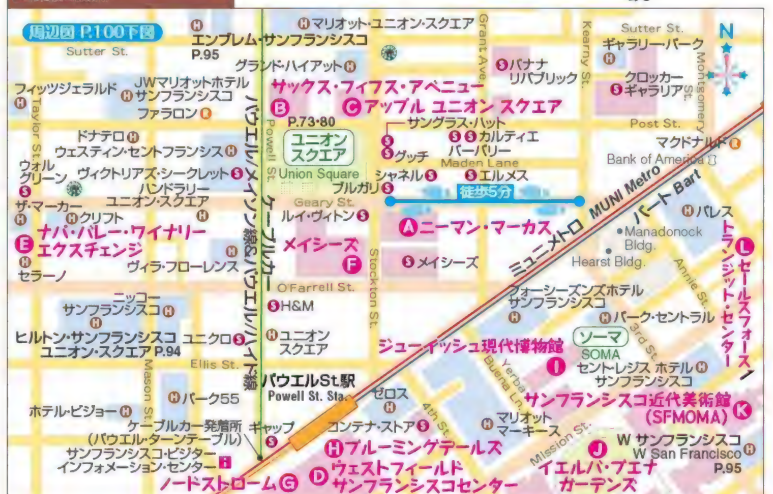 周辺図 P.100下図
Sutter St.
エンブレム・サンフランシスコ
P.95
マリオット・ユニオン・スクエア
グランド・ハイアット
Grant Ave.
Kearny St.
Sutter St.
ギャラリー・パーク
N
バナナ
リパブリック
クロッカー
ギャラリア
Montgomery St.
フィッツジェラルド
JWマリオットホテル
サンフランシスコ
ファラロン
サックス・フィフス・アベニュー
B
C アップル ユニオン スクエア
Post St.
Taylor St.
ドナテロ
ウェスティン・セントフランシス
ウォル
グリーン
ヴィクトリアズ・シークレット
ハンドラリー
ユニオン・スクエア
Powell St.
P.73・80
ユニオン
スクエア
Union Square
サングラス・ハット
カルティエ
グッチ
バーバリー
Maden Lane
シャネル
エルメス
ブルガリ
徒歩5分
マクドナルド
Bank of America
ザ・マーカー
クリフト
Geary St.
ルイ・ヴィトン
A ニーマン・マーカス
ミュニメトロ MUNI Metro
バート Bart
パレス
E ナパ・バレー・ワイナリー
エクスチェンジ
セラーノ
ヴィラ・フローレンス
パウエル/メイソン線&パウエル/ハイド線
ケーブルカー
メイシーズ
F
Stockton St.
メイシーズ
Manadonock
Bldg.
Hearst Bldg.
Annie St.
L セールスフォース・
トランジット・センター
O'Farrell St.
H&M
フォーシーズンズホテル
サンフランシスコ
パーク・セントラル
ニッコー
サンフランシスコ
ヒルトン・サンフランシスコ
ユニオン・スクエア P.94
ユニクロ
ユニオン
スクエア
Ellis St.
ジューイッシュ現代博物館
I
ソーマ
SOMA
3rd St.
セントレジス ホテル
サンフランシスコ
Mason St.
パーク55
パウエルSt.駅
Powell St. Sta.
ゼロス
4th St.
Yerba Buena Ln.
サンフランシスコ近代美術館
(SFMOMA) K
ホテル・ビジョー
ケーブルカー発着所
(パウエル・ターンテーブル)
ギャップ
コンテナ・ストア
マリオット
マーキース
Mission St.
サンフランシスコ・ビジター
インフォメーション・センター
H ブルーミングデールズ
J
イエルバ・ブエナ
ガーデンズ
W サンフランシスコ
W San Francisco
P.95
ノードストローム G
D ウェストフィールド
サンフランシスコセンター